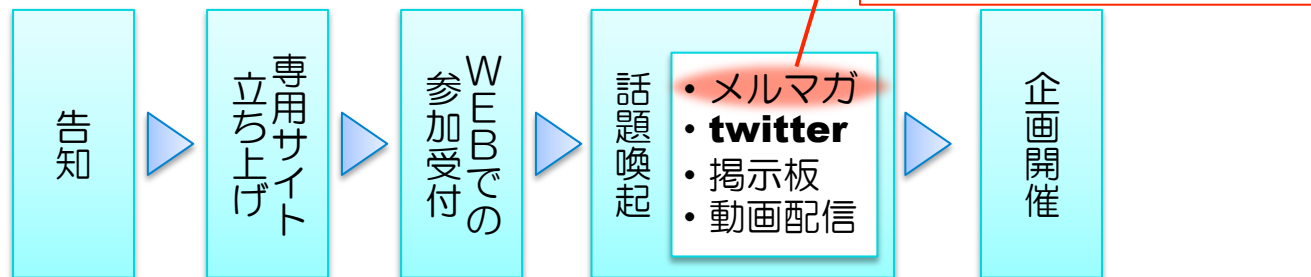 告知
専用サイト
立ち上げ
WEBでの
参加受付
話題喚起
・メルマガ
・twitter
・掲示板
・動画配信
企画開催